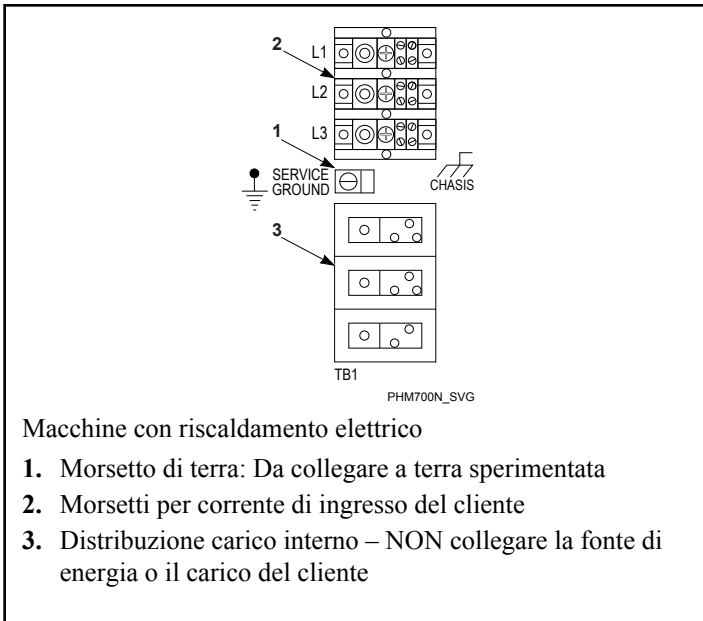 2
L1
L2
1
L3
SERVICE
GROUND
CHASIS
3
TB1
PHM700N_SVG
Macchine con riscaldamento elettrico
1. Morsetto di terra: Da collegare a terra sperimentata
2. Morsetti per corrente di ingresso del cliente
3. Distribuzione carico interno – NON collegare la fonte di
energia o il carico del cliente